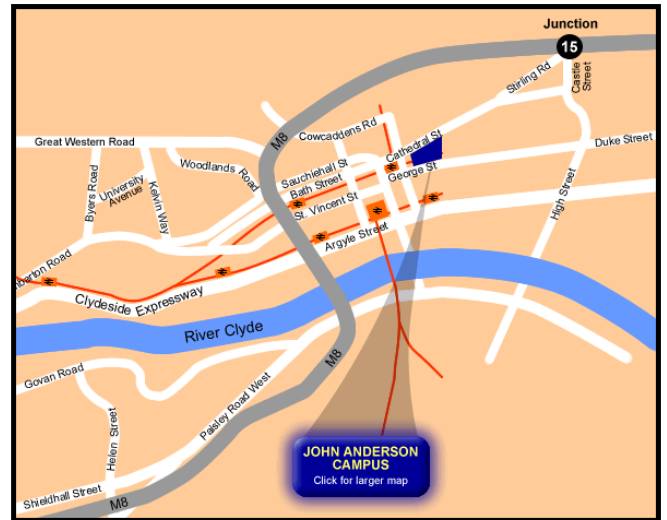 Junction
15
Stirling Rd
Castle
Street
Cowcaddens Rd
M8
Great Western Road
Duke Street
Cathedral St
Woodlands Road
Sauchiehall St
Bath Street
George St
Byers Road
University
Avenue
Kelvin Way
St. Vincent St
High Street
Argyle Street
mberton Road
Clydeside Expressway
River Clyde
M8
Govan Road
Paisley Road West
Helen Street
JOHN ANDERSON
CAMPUS
Click for larger map
Shieldhall Street
M8